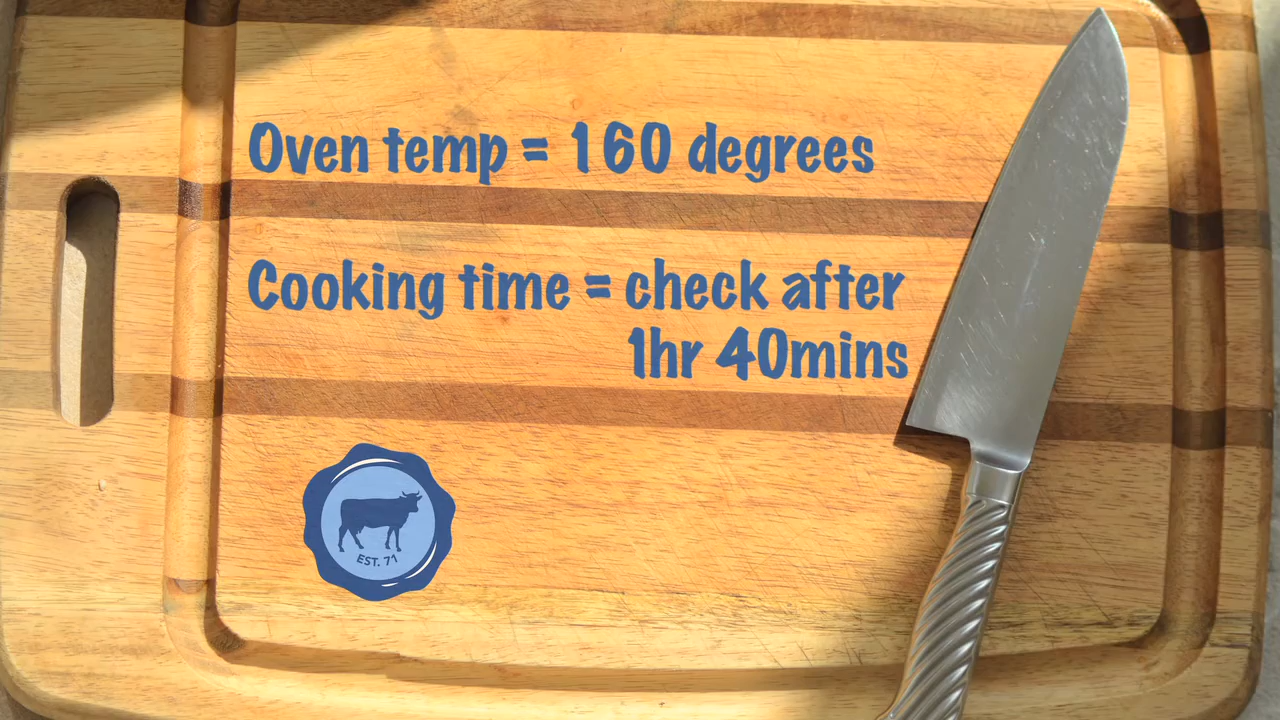 Oven temp = 160 degrees
Cooking time = check after
1hr 40mins
EST. 71